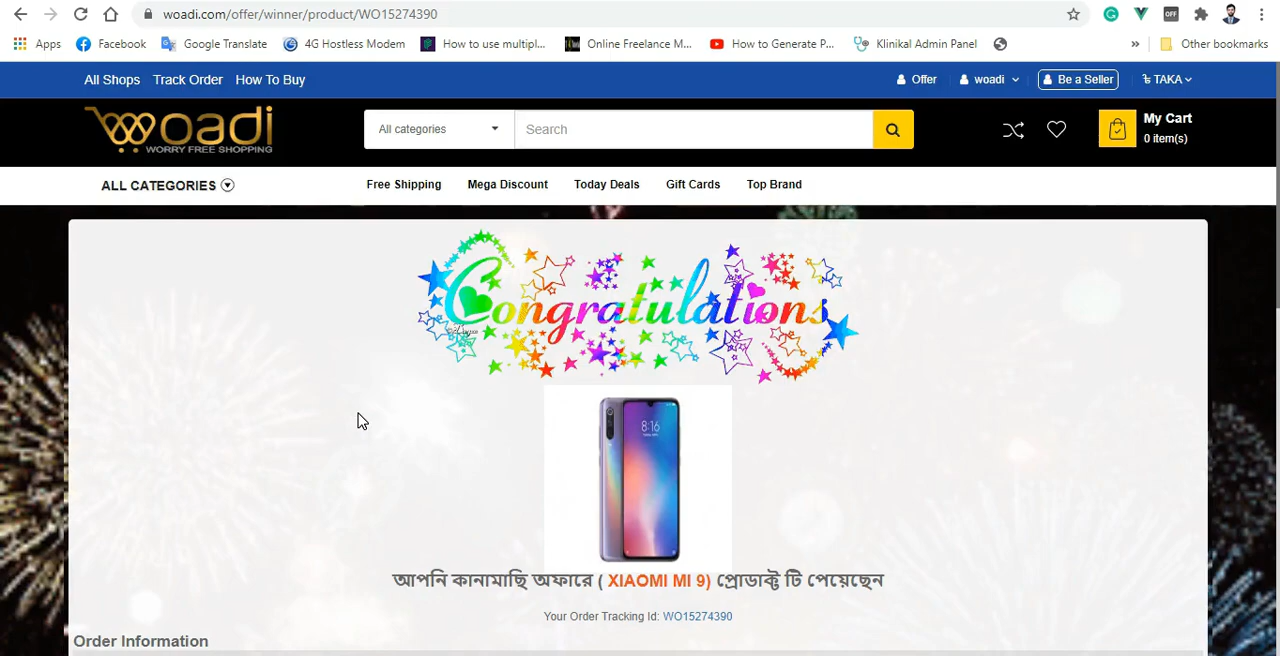 woadi.com/offer/winner/product/WO15274390
Apps Facebook Google Translate 4G Hostless Modem How to use multipl... Online Freelance M... How to Generate P... Klinikal Admin Panel » Other bookmarks
All Shops Track Order How To Buy Offer woadi Be a Seller ৳ TAKA
woadi
WORRY FREE SHOPPING
All categories Search
My Cart
0 item(s)
ALL CATEGORIES Free Shipping Mega Discount Today Deals Gift Cards Top Brand
Congratulations
8:16
আপনি কানামাছি অফারে ( XIAOMI MI 9) প্রোডাক্ট টি পেয়েছেন
Your Order Tracking Id: WO15274390
Order Information